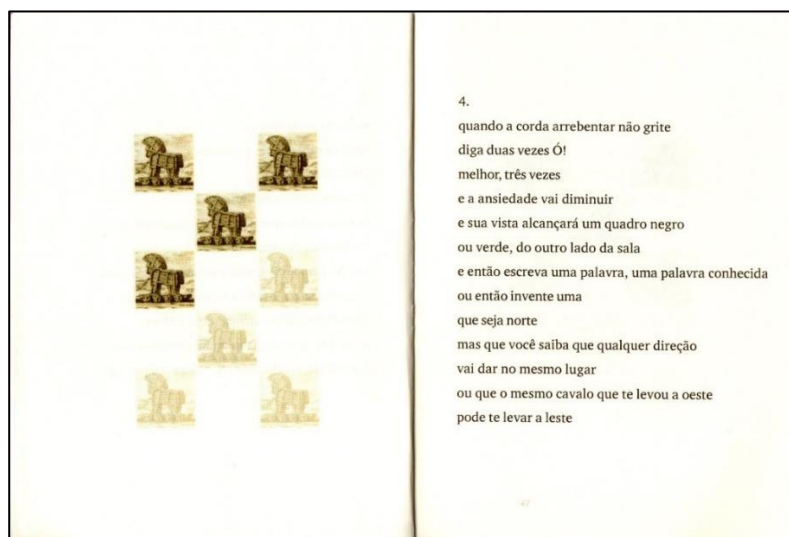 4.
quando a corda arrebentar não grite
diga duas vezes Ó!
melhor, três vezes
e a ansiedade vai diminuir
e sua vista alcançará um quadro negro
ou verde, do outro lado da sala
e então escreva uma palavra, uma palavra conhecida
ou então invente uma
que seja norte
mas que você saiba que qualquer direção
vai dar no mesmo lugar
ou que o mesmo cavalo que te levou a oeste
pode te levar a leste